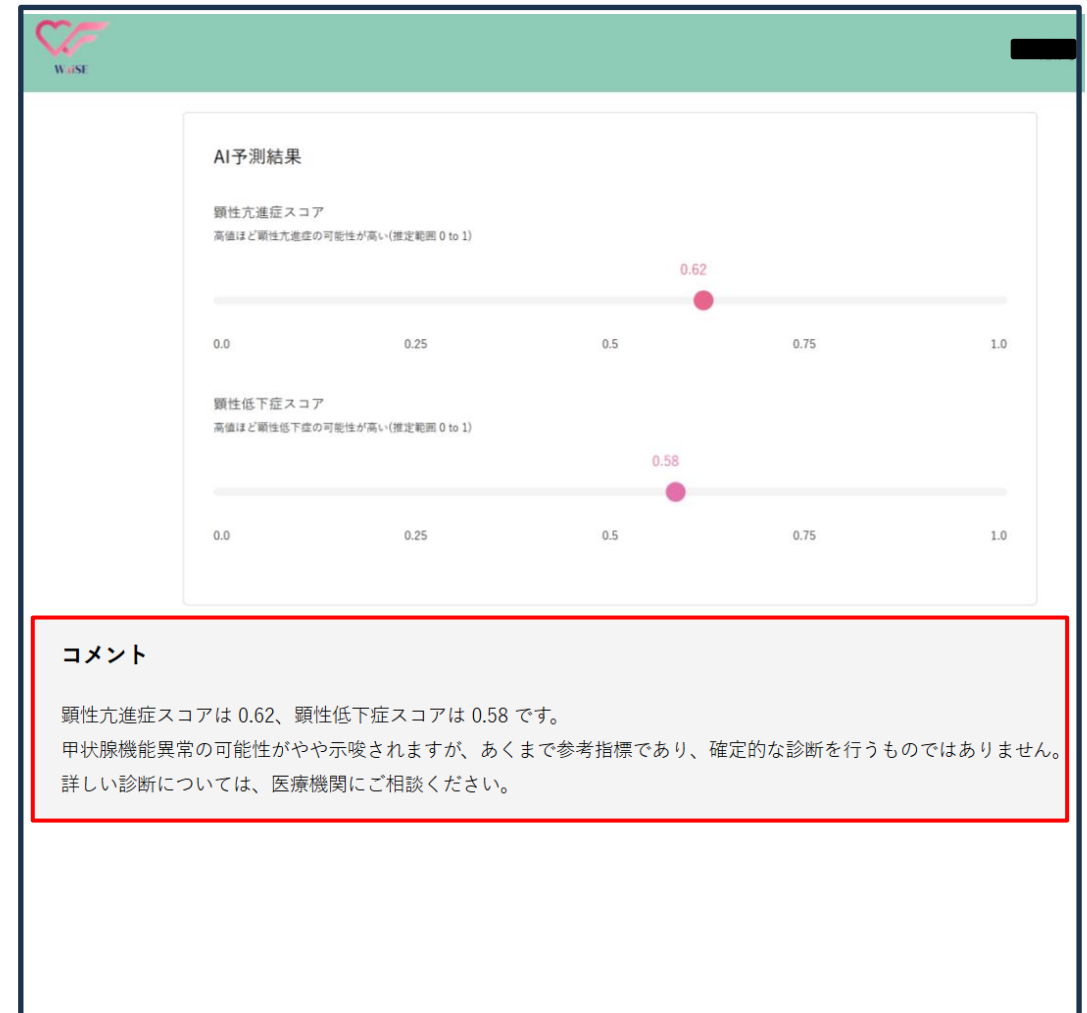 WaiSE
AI予測結果
顕性亢進症スコア
高値ほど顕性亢進症の可能性が高い(推定範囲 0 to 1)
0.62
0.0 0.25 0.5 0.75 1.0
顕性低下症スコア
高値ほど顕性低下症の可能性が高い(推定範囲 0 to 1)
0.58
0.0 0.25 0.5 0.75 1.0
コメント
顕性亢進症スコアは 0.62、顕性低下症スコアは 0.58 です。
甲状腺機能異常の可能性がやや示唆されますが、あくまで参考指標であり、確定的な診断を行うものではありません。
詳しい診断については、医療機関にご相談ください。